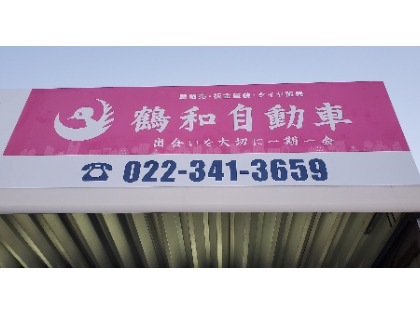 鶴和自動車
出会いを大切に一期一会
☎ 022-341-3659